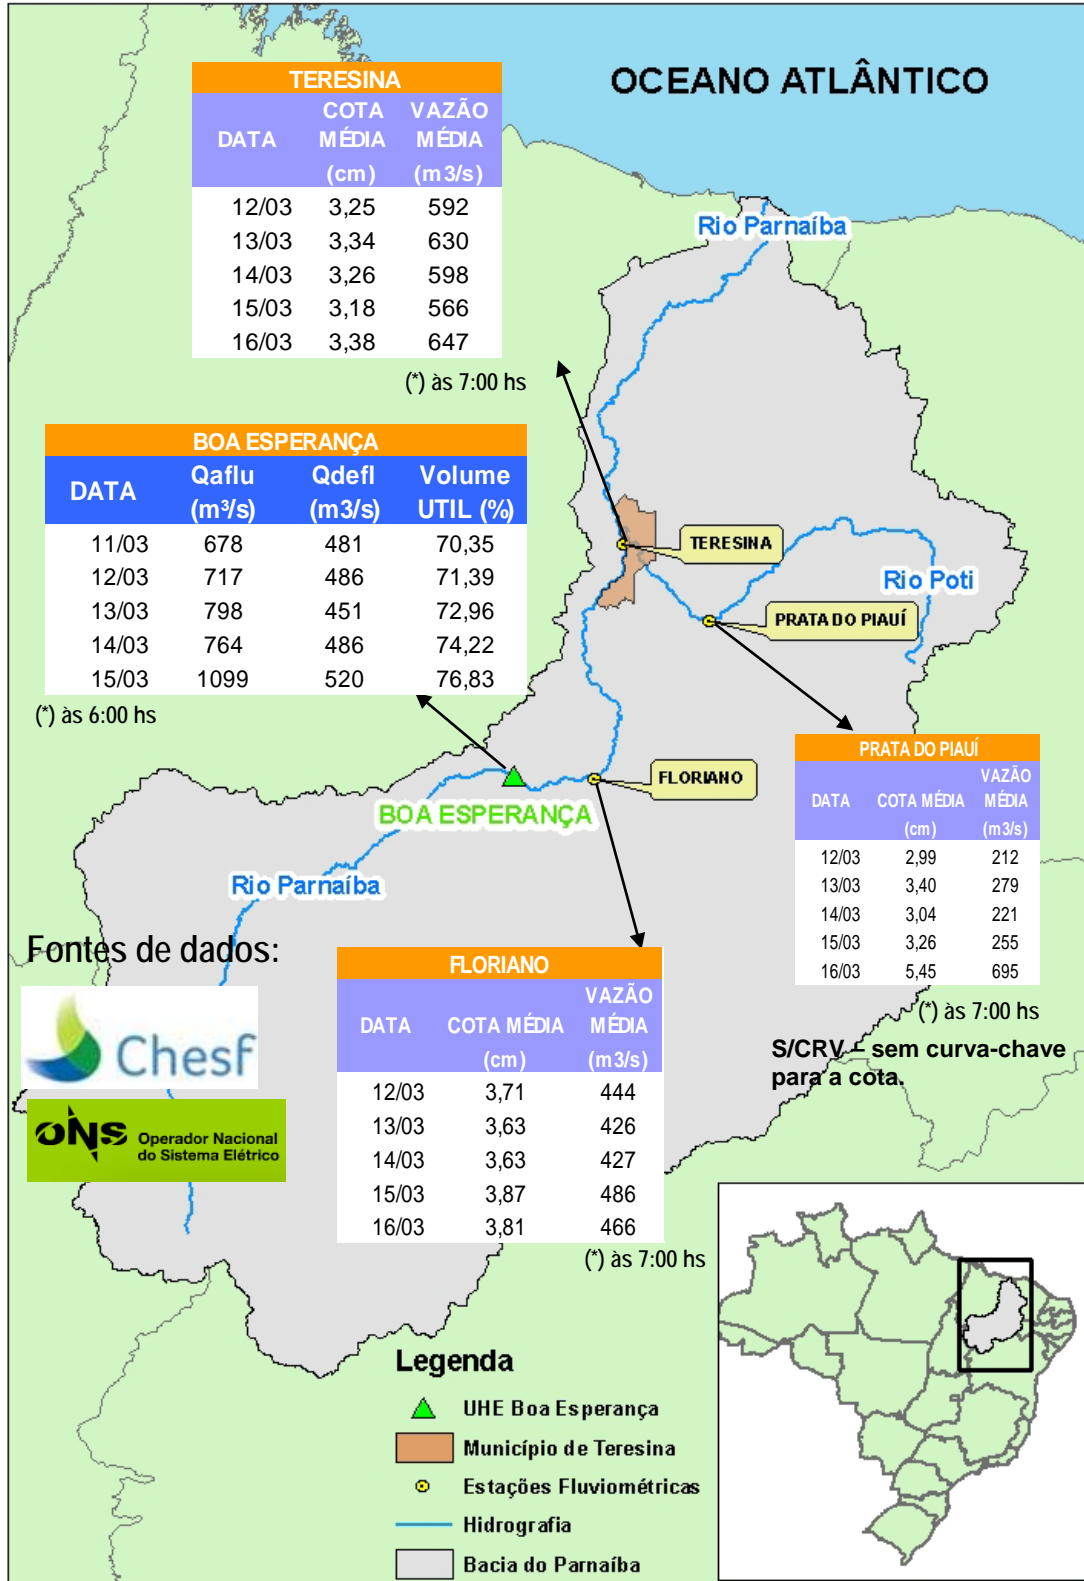 OCEANO ATLÂNTICO
TERESINA
DATA COTA MÉDIA (cm) VAZÃO MÉDIA (m3/s)
12/03 3,25 592
13/03 3,34 630
14/03 3,26 598
15/03 3,18 566
16/03 3,38 647
(*) às 7:00 hs
Rio Parnaíba
BOA ESPERANÇA
DATA Qaflu (m³/s) Qdefl (m3/s) Volume UTIL (%)
11/03 678 481 70,35
12/03 717 486 71,39
13/03 798 451 72,96
14/03 764 486 74,22
15/03 1099 520 76,83
(*) às 6:00 hs
TERESINA
Rio Poti
PRATA DO PIAUÍ
FLORIANO
BOA ESPERANÇA
Rio Parnaíba
PRATA DO PIAUÍ
DATA COTA MÉDIA (cm) VAZÃO MÉDIA (m3/s)
12/03 2,99 212
13/03 3,40 279
14/03 3,04 221
15/03 3,26 255
16/03 5,45 695
(*) às 7:00 hs
S/CRV – sem curva-chave
para a cota.
Fontes de dados:
Chesf
ONS Operador Nacional
do Sistema Elétrico
FLORIANO
DATA COTA MÉDIA (cm) VAZÃO MÉDIA (m3/s)
12/03 3,71 444
13/03 3,63 426
14/03 3,63 427
15/03 3,87 486
16/03 3,81 466
(*) às 7:00 hs
Legenda
UHE Boa Esperança
Município de Teresina
Estações Fluviométricas
Hidrografia
Bacia do Parnaíba